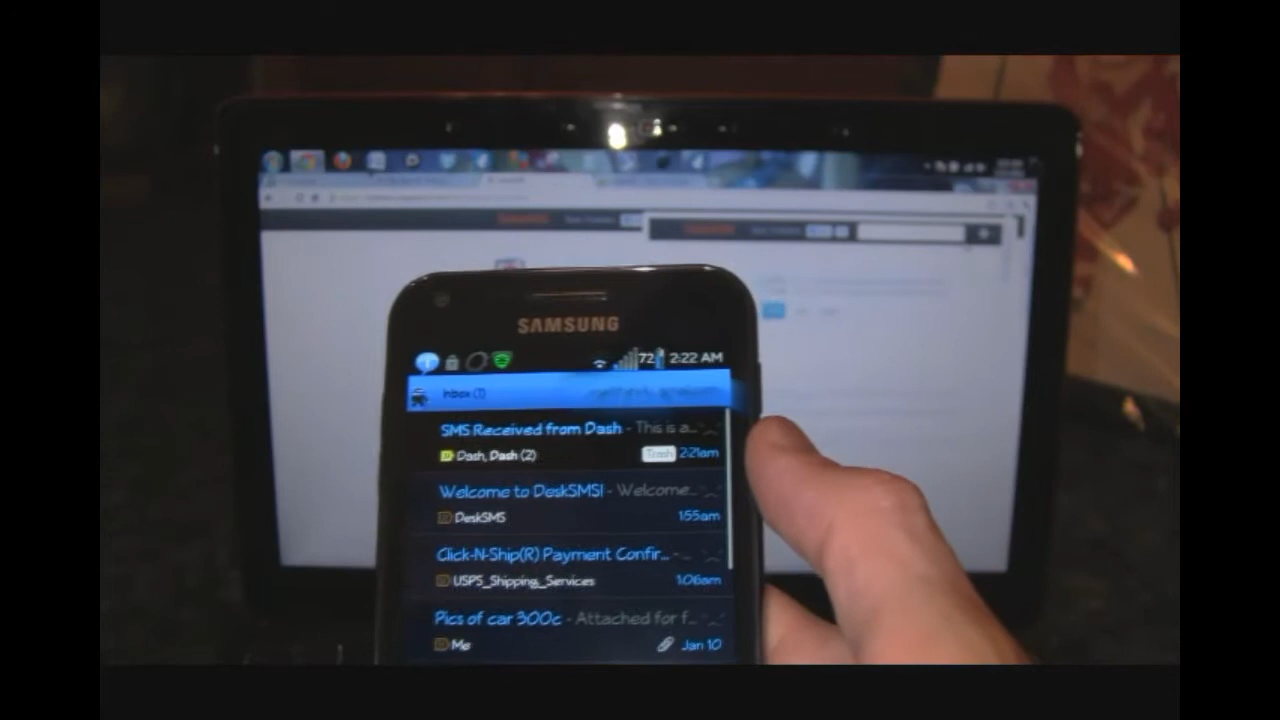 SAMSUNG
72 2:22 AM
Inbox (1)
SMS Received from Dash - This is a...
Dash, Dash (2) Trash 2:21am
Welcome to DeskSMS! - Welcome...
DeskSMS 1:55am
Click-N-Ship(R) Payment Confir... -
USPS_Shipping_Services 1:06am
Pics of car 300c - Attached for f...
Me Jan 10